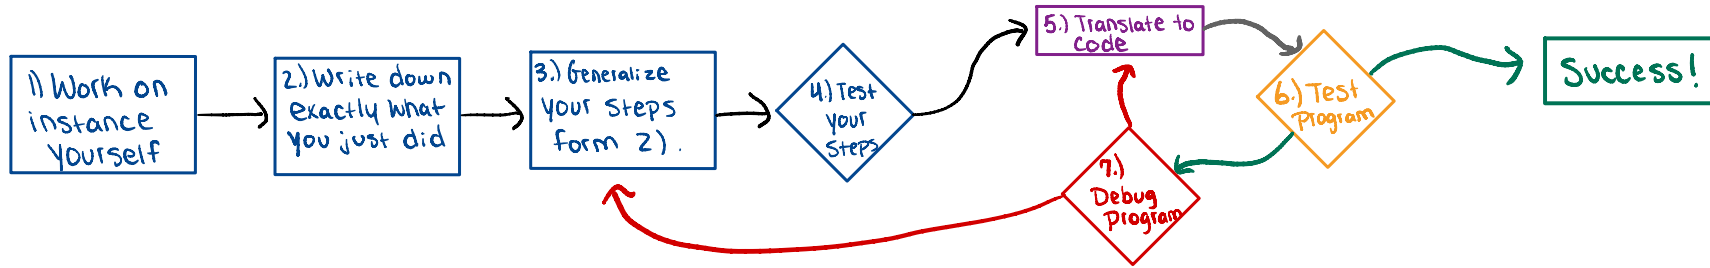 1) Work on
instance
yourself
2.) Write down
exactly what
you just did
3.) Generalize
your steps
form 2).
4.) Test
your
steps
5.) Translate to
Code
6.) Test
Program
7.)
Debug
Program
Success!